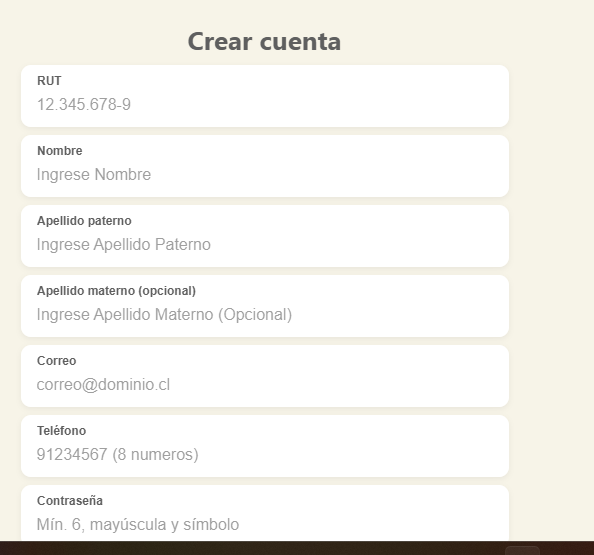 Crear cuenta
RUT
12.345.678-9
Nombre
Ingrese Nombre
Apellido paterno
Ingrese Apellido Paterno
Apellido materno (opcional)
Ingrese Apellido Materno (Opcional)
Correo
correo@dominio.cl
Teléfono
91234567 (8 numeros)
Contraseña
Mín. 6, mayúscula y símbolo